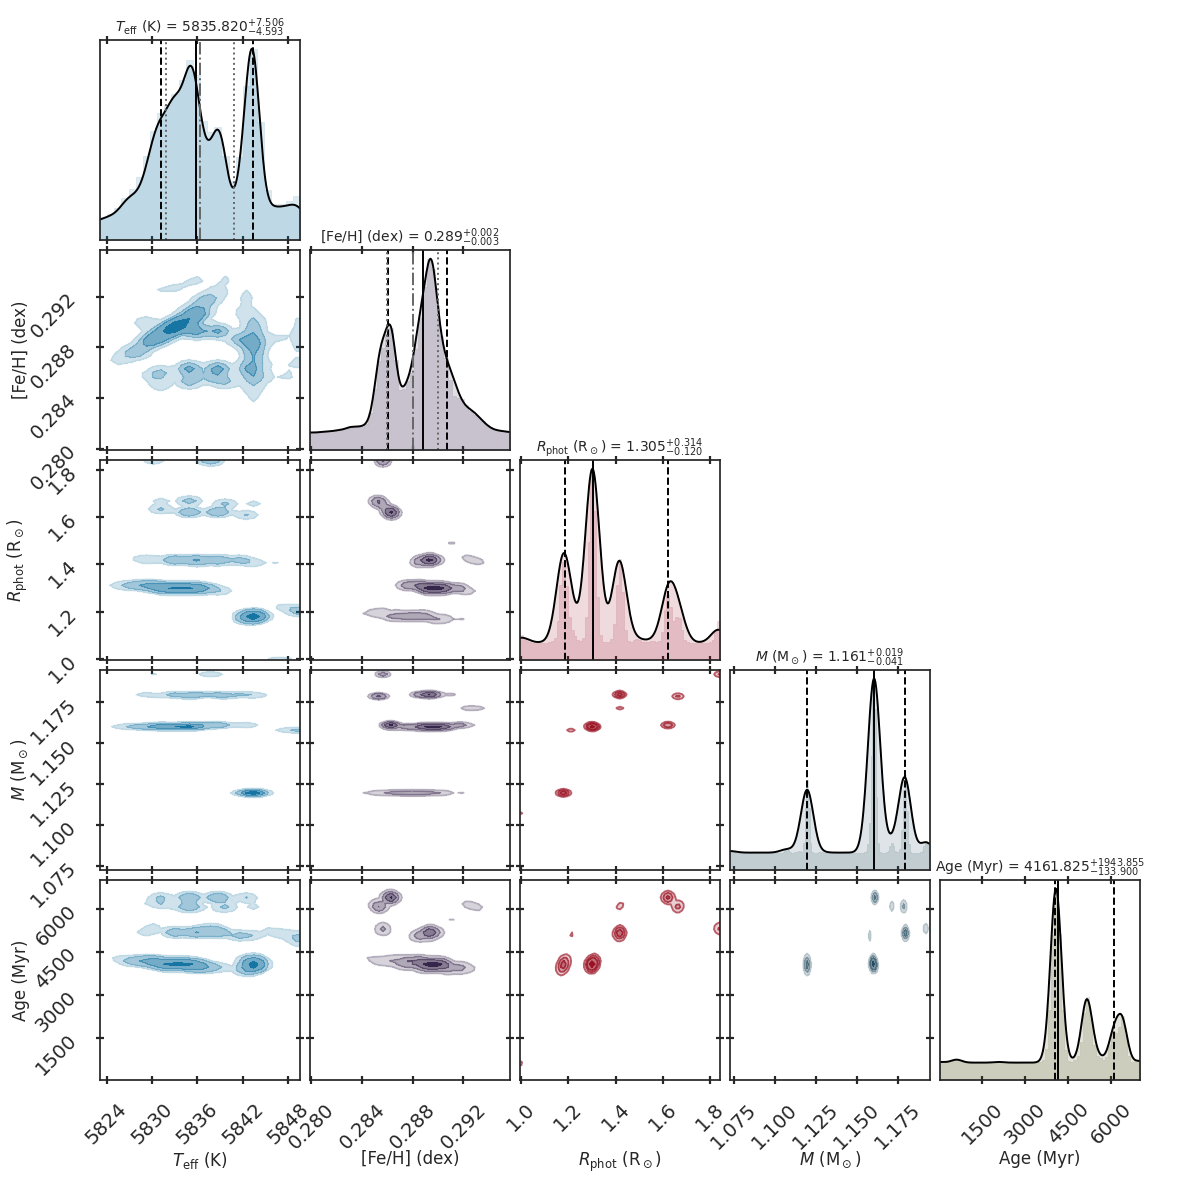 T_eff (K) = 5835.820 +7.506 −4.593
[Fe/H] (dex) = 0.289 +0.002 −0.003
[Fe/H] (dex)
0.292
0.288
0.284
0.280
R_phot (R⊙) = 1.305 +0.314 −0.120
R_phot (R⊙)
1.8
1.6
1.4
1.2
1.0
M (M⊙) = 1.161 +0.019 −0.041
M (M⊙)
1.175
1.150
1.125
1.100
1.075
Age (Myr) = 4161.825 +1943.855 −133.900
Age (Myr)
6000
4500
3000
1500
5824 5830 5836 5842 5848 0.280 0.284 0.288 0.292 1.0 1.2 1.4 1.6 1.8 1.075 1.100 1.125 1.150 1.175 1500 3000 4500 6000
T_eff (K) [Fe/H] (dex) R_phot (R⊙) M (M⊙) Age (Myr)